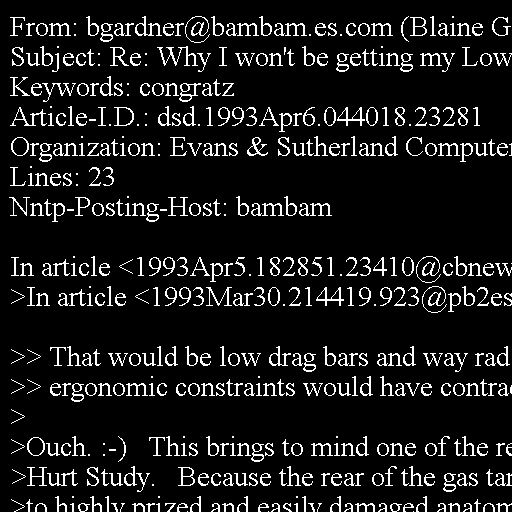 From: bgardner@bambam.es.com (Blaine G
Subject: Re: Why I won't be getting my Low
Keywords: congratz
Article-I.D.: dsd.1993Apr6.044018.23281
Organization: Evans & Sutherland Computer
Lines: 23
Nntp-Posting-Host: bambam

In article <1993Apr5.182851.23410@cbnew
>In article <1993Mar30.214419.923@pb2es

>> That would be low drag bars and way rad
>> ergonomic constraints would have contra
>
>Ouch. :-)   This brings to mind one of the re
>Hurt Study.   Because the rear of the gas tan
>to highly prized and easily damaged anatom